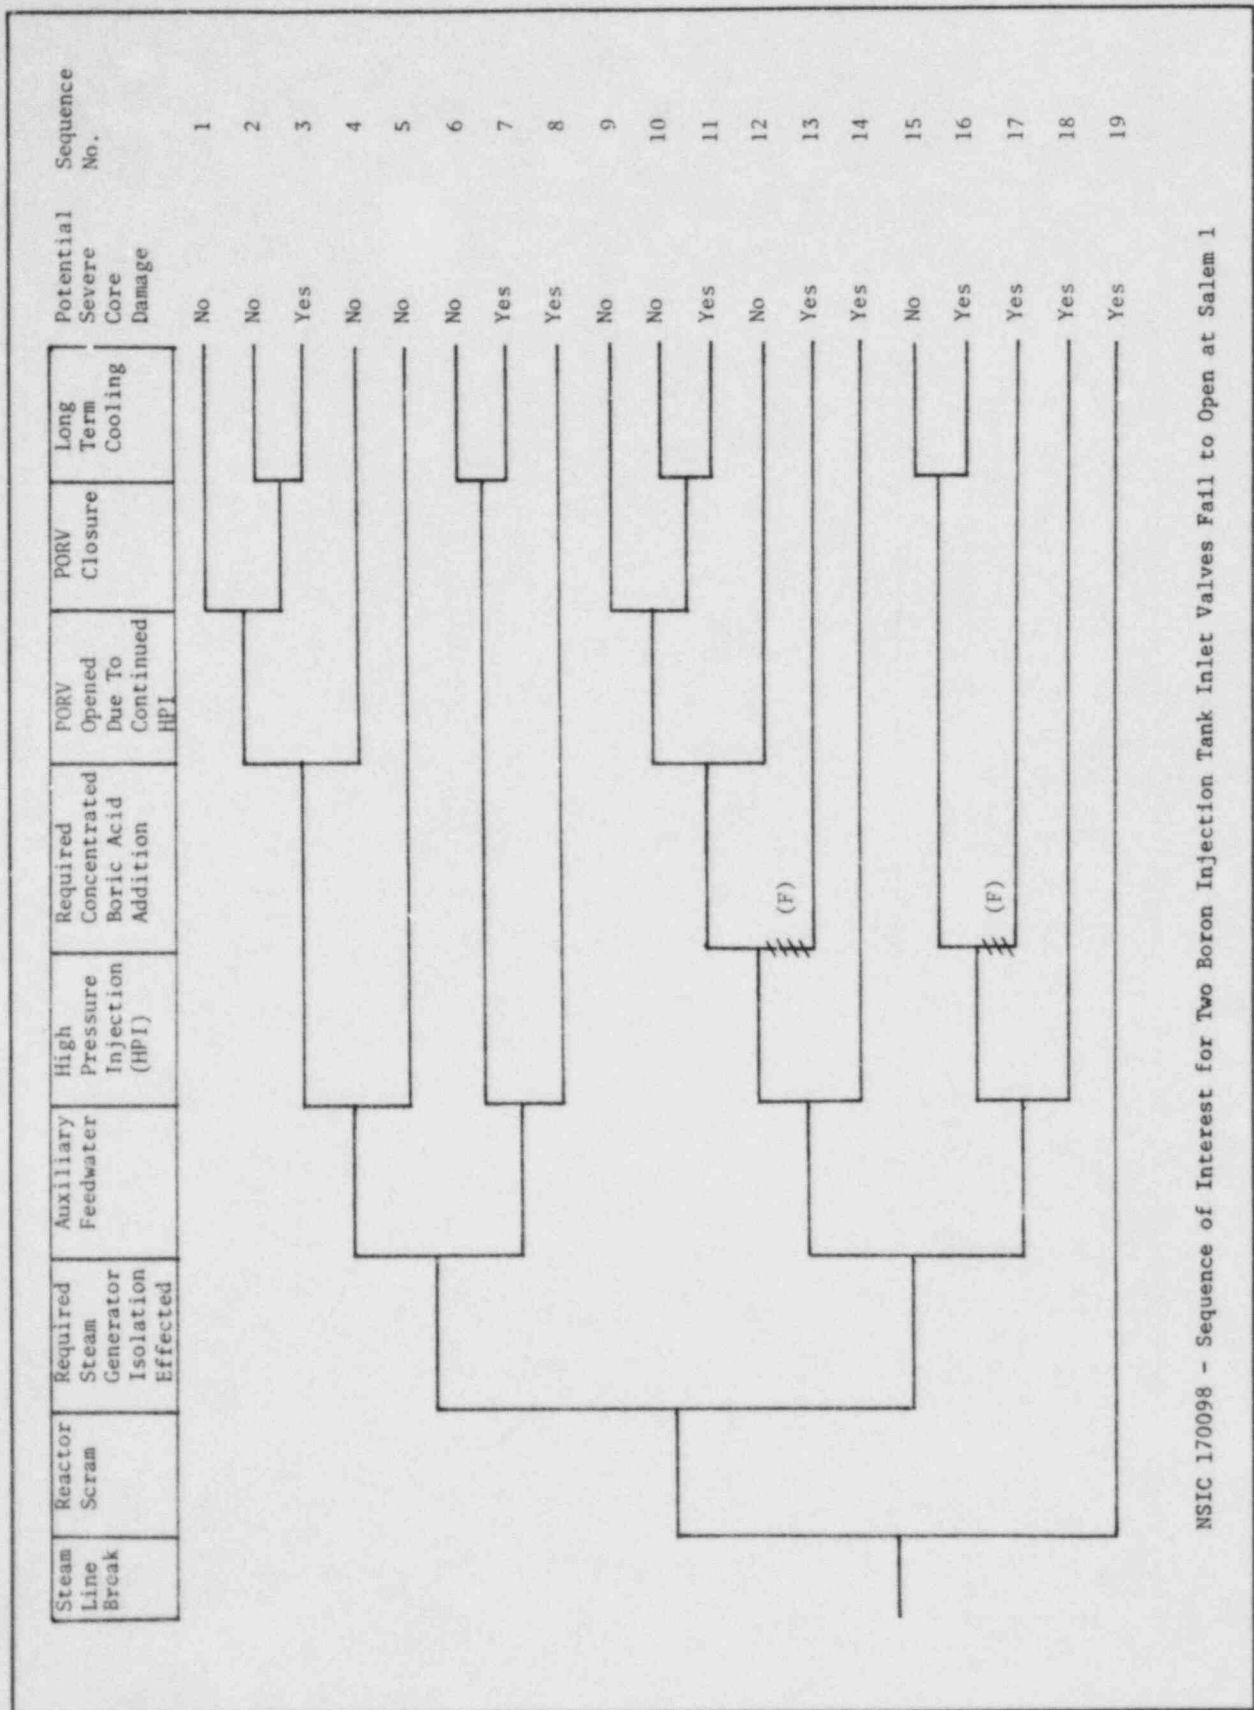 Steam
Line
Break
Reactor
Scram
Required
Steam
Generator
Isolation
Effected
Auxiliary
Feedwater
High
Pressure
Injection
(HPI)
Required
Concentrated
Boric Acid
Addition
PORV
Opened
Due To
Continued
HPI
PORV
Closure
Long
Term
Cooling
Potential
Severe
Core
Damage
Sequence
No.
No 1
No 2
Yes 3
No 4
No 5
No 6
Yes 7
Yes 8
No 9
No 10
Yes 11
No 12
(F)
Yes 13
Yes 14
No 15
Yes 16
(F)
Yes 17
Yes 18
Yes 19
NSIC 170098 - Sequence of Interest for Two Boron Injection Tank Inlet Valves Fail to Open at Salem 1